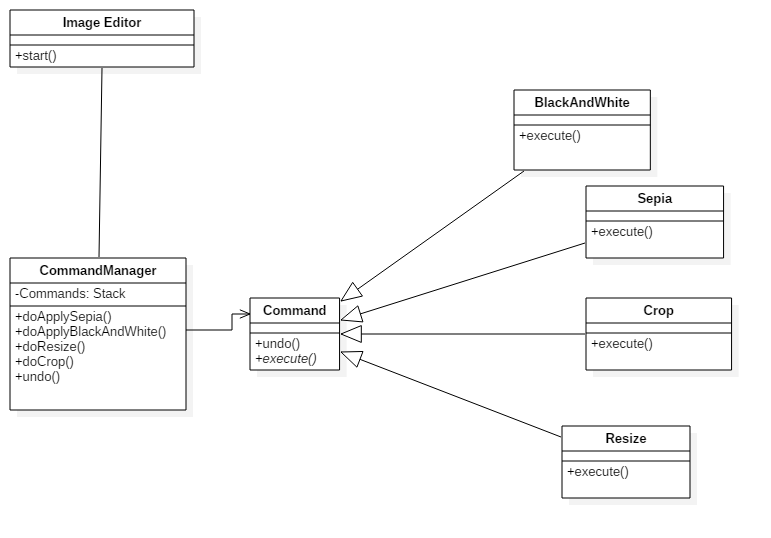 Image Editor
+start()
CommandManager
-Commands: Stack
+doApplySepia()
+doApplyBlackAndWhite()
+doResize()
+doCrop()
+undo()
Command
+undo()
+execute()
BlackAndWhite
+execute()
Sepia
+execute()
Crop
+execute()
Resize
+execute()